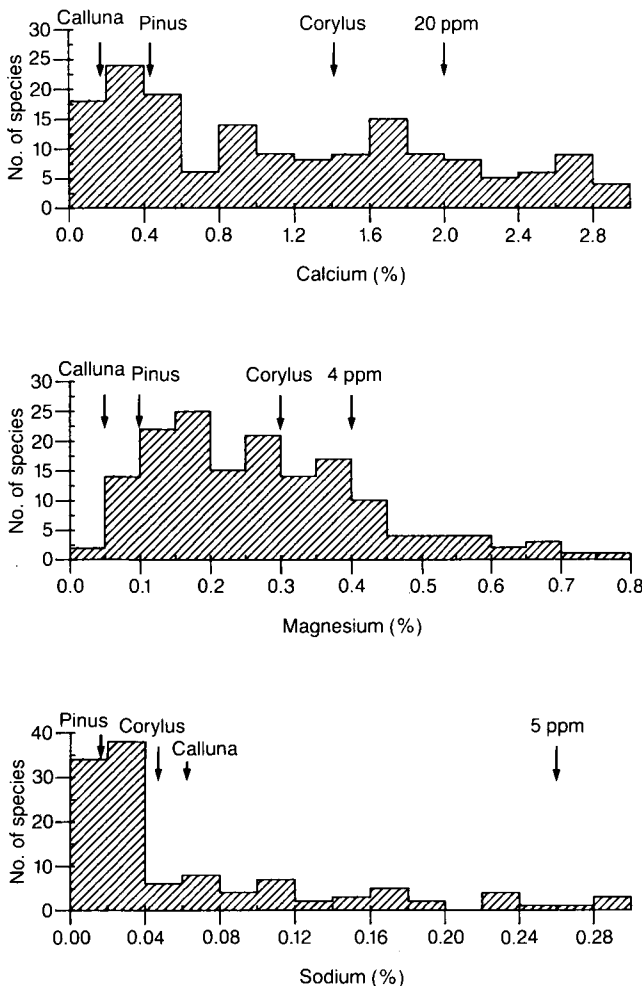 Calluna Pinus Corylus 20 ppm
30
25
20
15
10
5
0
No. of species
0.0 0.4 0.8 1.2 1.6 2.0 2.4 2.8
Calcium (%)
Calluna Pinus Corylus 4 ppm
30
25
20
15
10
5
0
No. of species
0.0 0.1 0.2 0.3 0.4 0.5 0.6 0.7 0.8
Magnesium (%)
Pinus Corylus 5 ppm
Calluna
40
30
20
10
0
No. of species
0.00 0.04 0.08 0.12 0.16 0.20 0.24 0.28
Sodium (%)